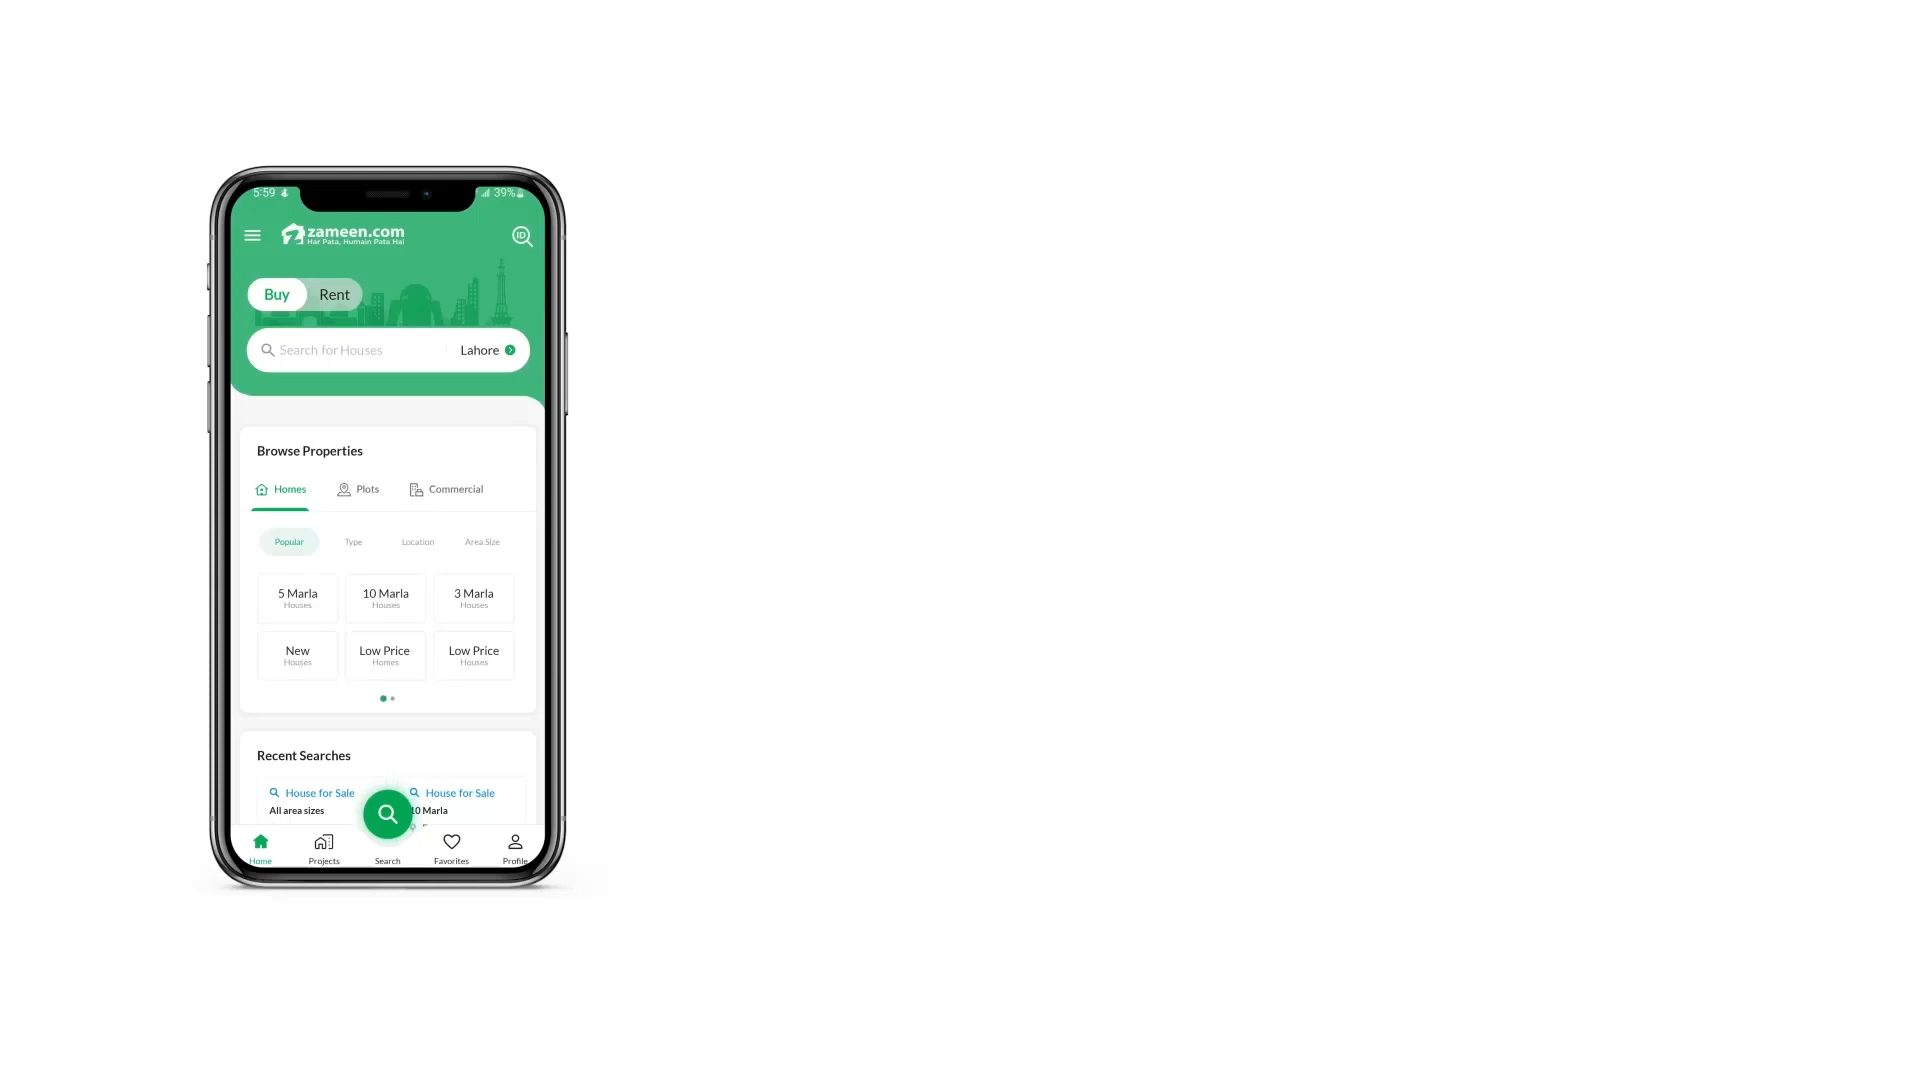 5:59
39%
zameen.com
Har Pata, Humain Pata Hai
ID
Buy Rent
Search for Houses Lahore
Browse Properties
Homes Plots Commercial
Popular Type Location Area Size
5 Marla 10 Marla 3 Marla
Houses Houses Houses
New Low Price Low Price
Houses Homes Houses
Recent Searches
House for Sale House for Sale
All area sizes 10 Marla
Home Projects Search Favorites Profile